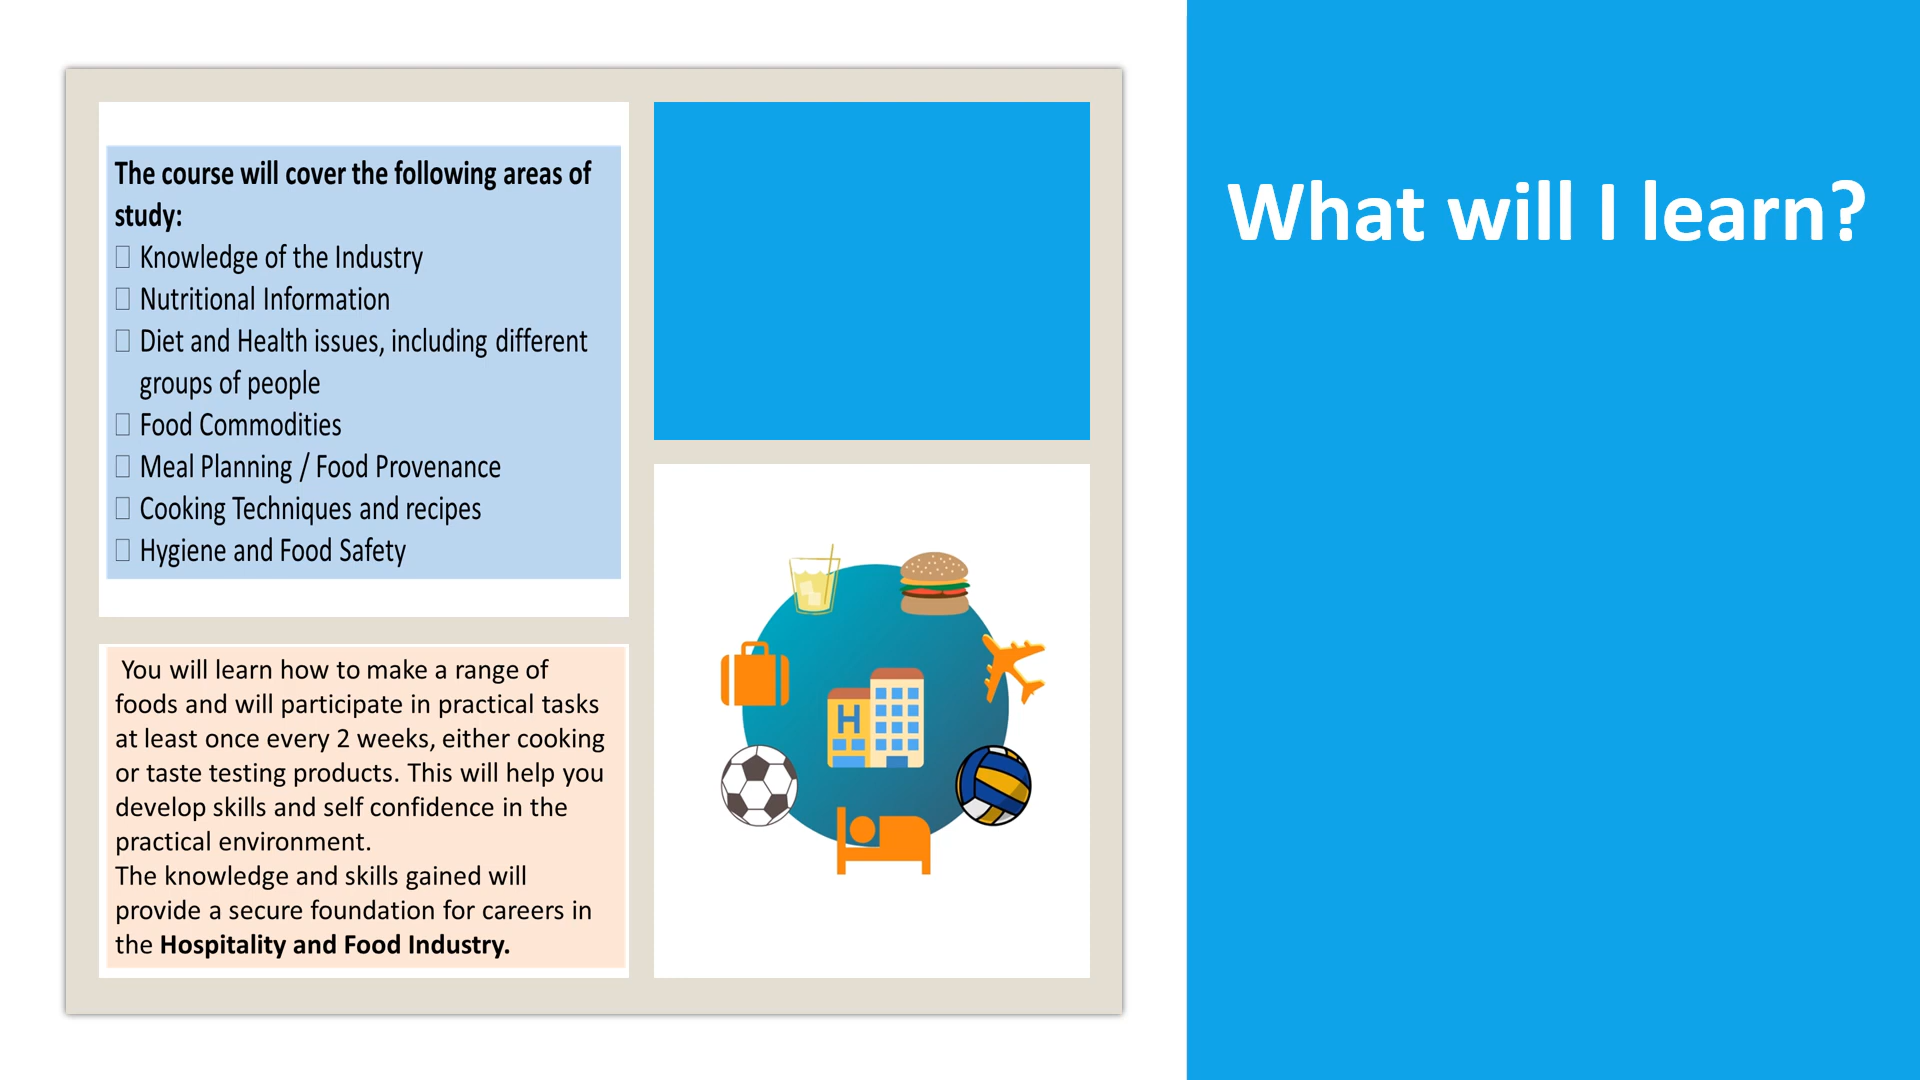 What will I learn?
The course will cover the following areas of
study:
Knowledge of the Industry
Nutritional Information
Diet and Health issues, including different
groups of people
Food Commodities
Meal Planning / Food Provenance
Cooking Techniques and recipes
Hygiene and Food Safety
You will learn how to make a range of
foods and will participate in practical tasks
at least once every 2 weeks, either cooking
or taste testing products. This will help you
develop skills and self confidence in the
practical environment.
The knowledge and skills gained will
provide a secure foundation for careers in
the Hospitality and Food Industry.
H